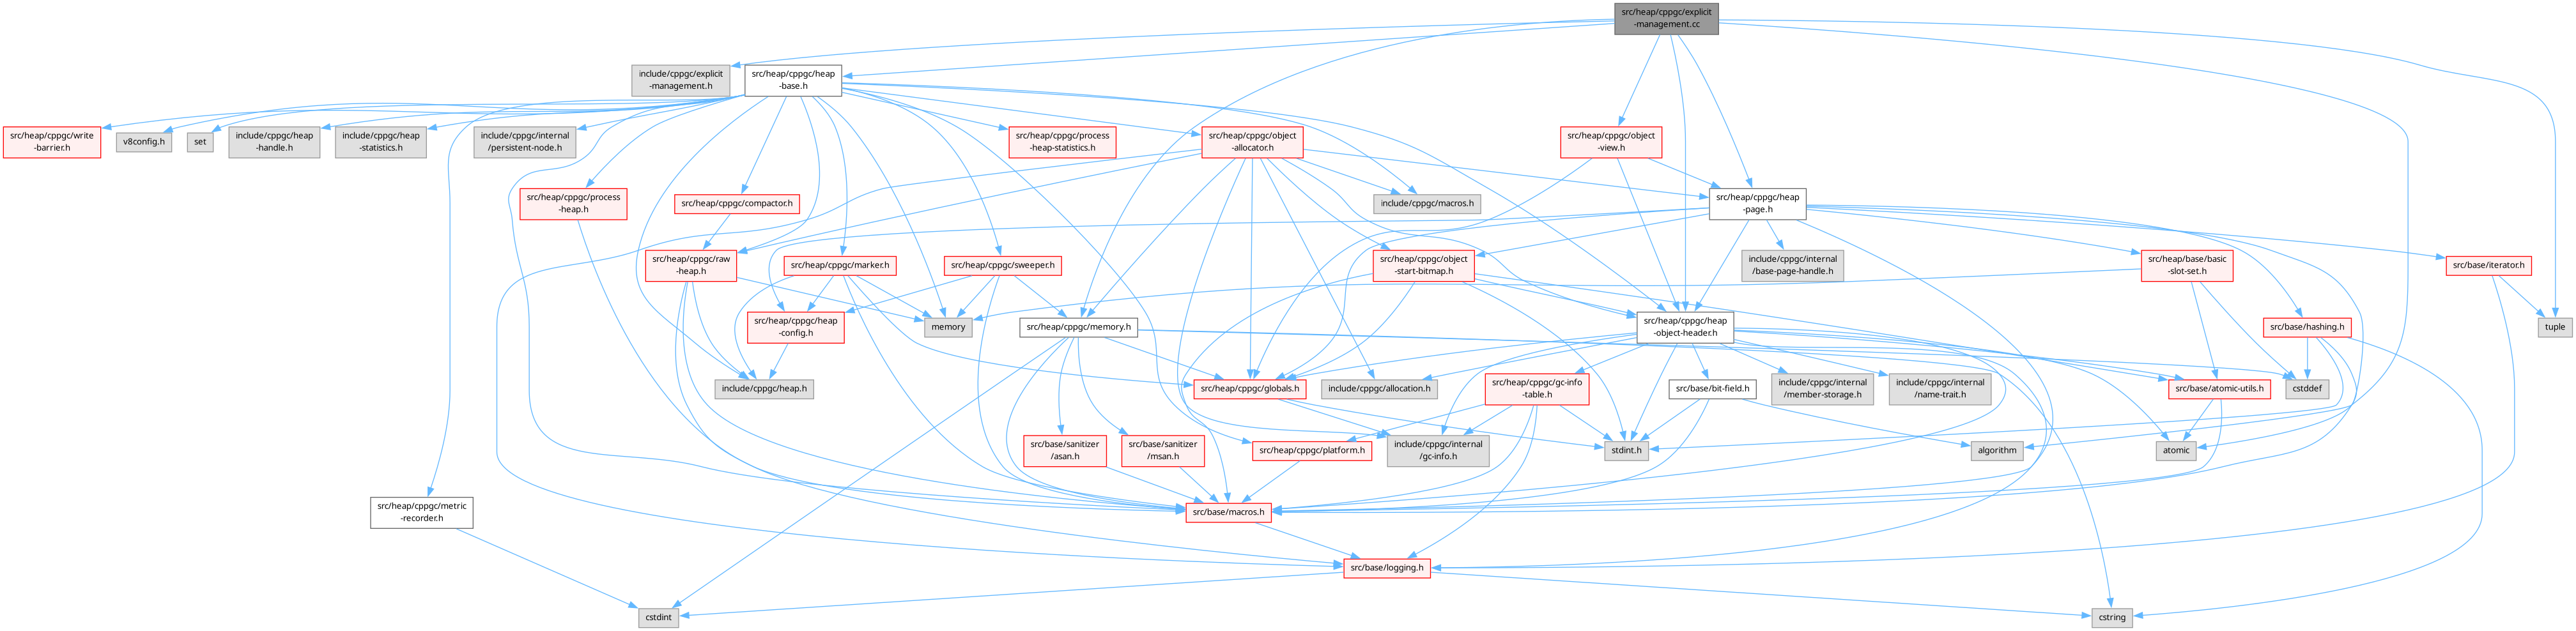 src/heap/cppgc/explicit
-management.cc
include/cppgc/explicit
-management.h
src/heap/cppgc/heap
-base.h
src/heap/cppgc/write
-barrier.h
v8config.h
set
include/cppgc/heap
-handle.h
include/cppgc/heap
-statistics.h
include/cppgc/internal
/persistent-node.h
src/heap/cppgc/process
-heap-statistics.h
src/heap/cppgc/object
-allocator.h
src/heap/cppgc/object
-view.h
src/heap/cppgc/process
-heap.h
src/heap/cppgc/compactor.h
include/cppgc/macros.h
src/heap/cppgc/heap
-page.h
src/heap/cppgc/raw
-heap.h
src/heap/cppgc/marker.h
src/heap/cppgc/sweeper.h
src/heap/cppgc/object
-start-bitmap.h
include/cppgc/internal
/base-page-handle.h
src/heap/base/basic
-slot-set.h
src/base/iterator.h
src/heap/cppgc/heap
-config.h
memory
src/heap/cppgc/memory.h
src/heap/cppgc/heap
-object-header.h
src/base/hashing.h
tuple
include/cppgc/heap.h
src/heap/cppgc/globals.h
include/cppgc/allocation.h
src/heap/cppgc/gc-info
-table.h
src/base/bit-field.h
include/cppgc/internal
/member-storage.h
include/cppgc/internal
/name-trait.h
src/base/atomic-utils.h
cstddef
src/base/sanitizer
/asan.h
src/base/sanitizer
/msan.h
src/heap/cppgc/platform.h
include/cppgc/internal
/gc-info.h
stdint.h
algorithm
atomic
src/heap/cppgc/metric
-recorder.h
src/base/macros.h
src/base/logging.h
cstdint
cstring